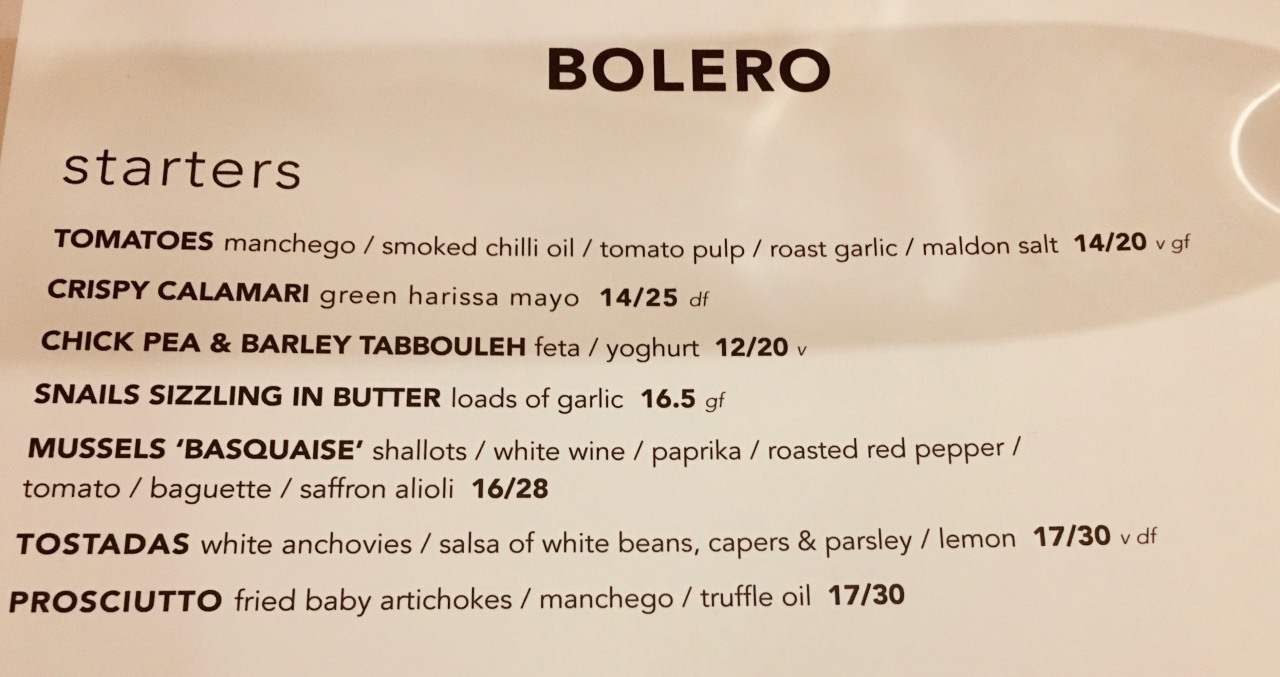 BOLERO
starters
TOMATOES manchego / smoked chilli oil / tomato pulp / roast garlic / maldon salt 14/20 v gf
CRISPY CALAMARI green harissa mayo 14/25 df
CHICK PEA & BARLEY TABBOULEH feta / yoghurt 12/20 v
SNAILS SIZZLING IN BUTTER loads of garlic 16.5 gf
MUSSELS ‘BASQUAISE’ shallots / white wine / paprika / roasted red pepper /
tomato / baguette / saffron alioli 16/28
TOSTADAS white anchovies / salsa of white beans, capers & parsley / lemon 17/30 v df
PROSCIUTTO fried baby artichokes / manchego / truffle oil 17/30